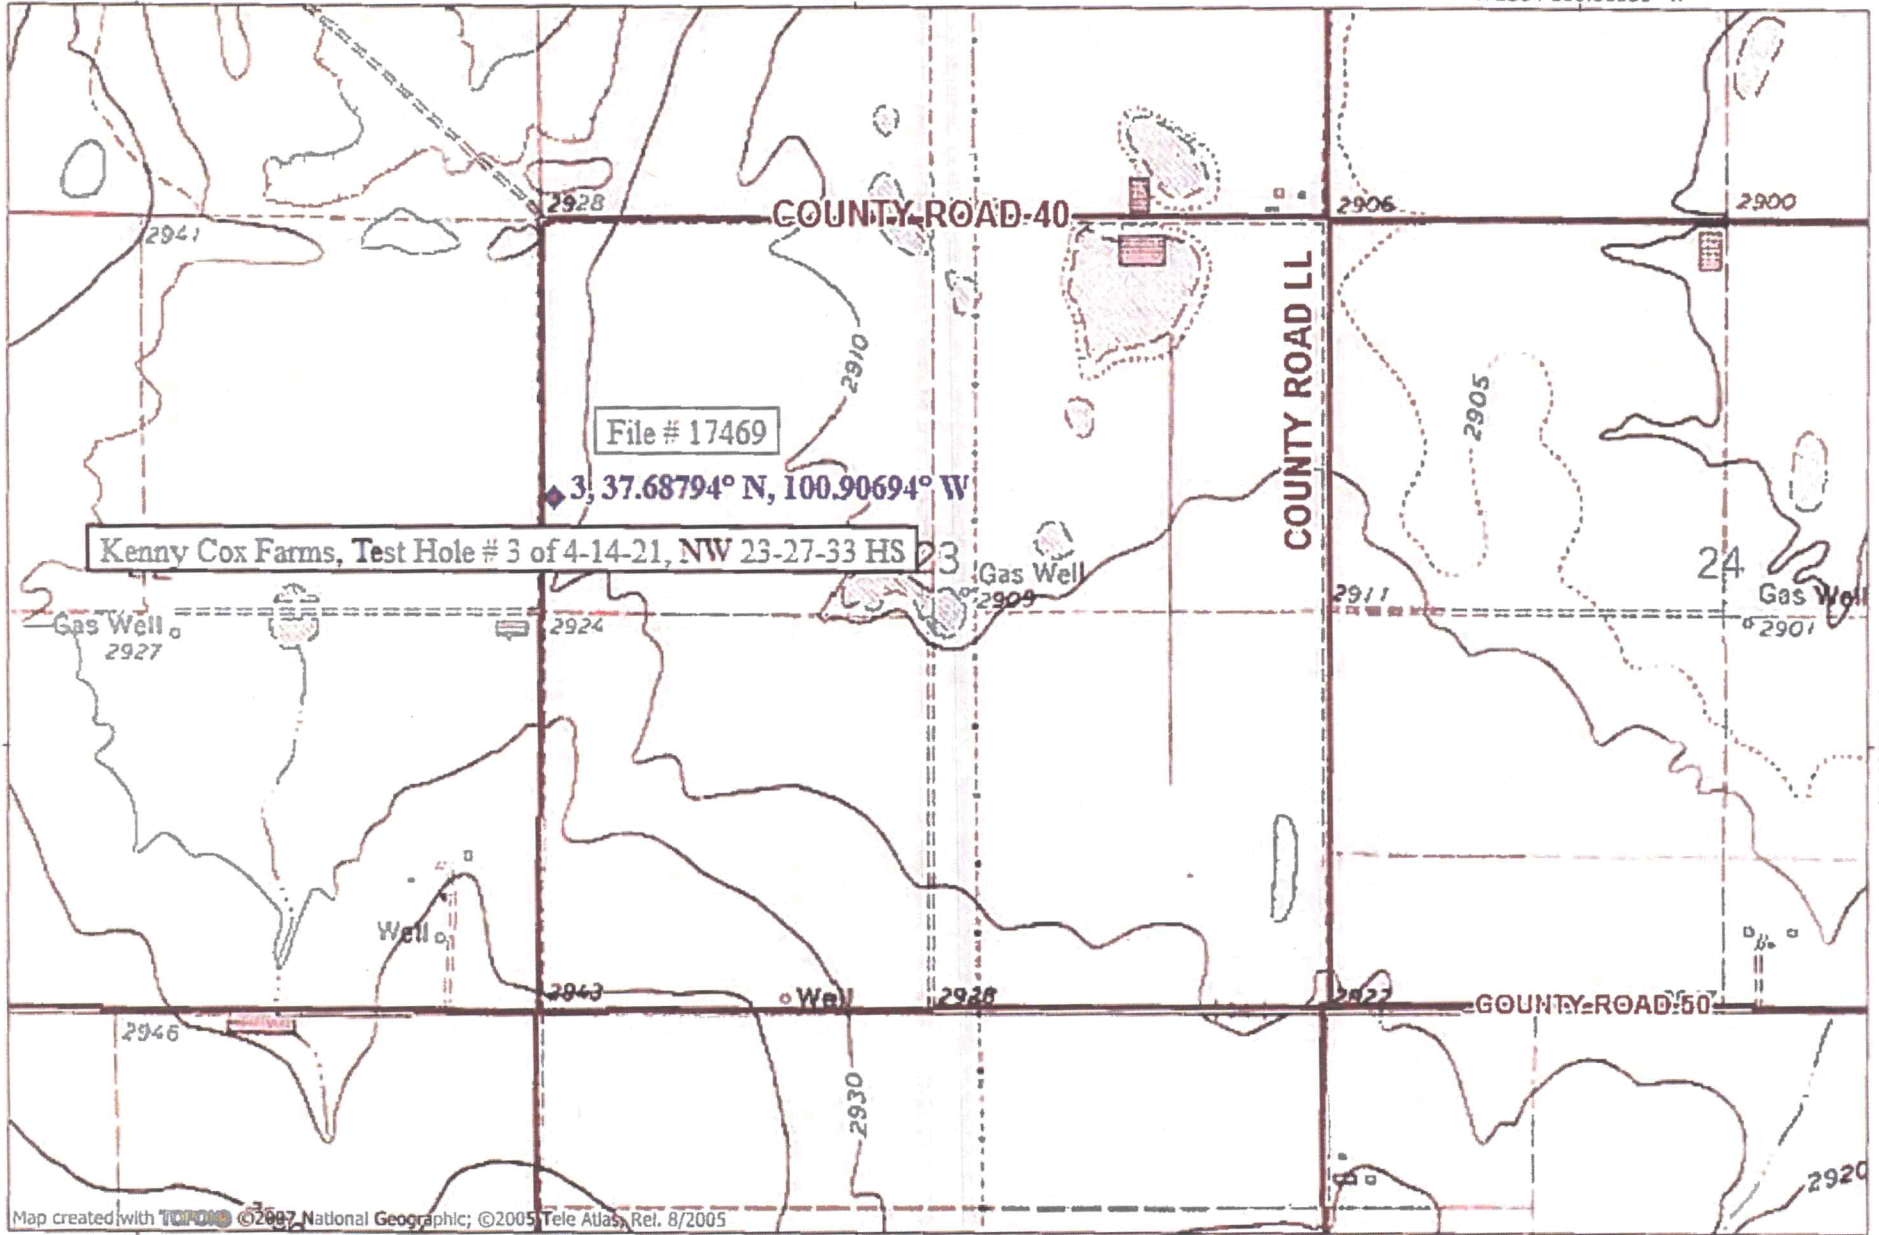 2928
COUNTY ROAD 40
2906
2900
2941
COUNTY ROAD LL
2910
2905
File # 17469
3, 37.68794° N, 100.90694° W
Kenny Cox Farms, Test Hole # 3 of 4-14-21, NW 23-27-33 HS
23
24
Gas Well
2909
2911
Gas Well
2901
Gas Well
2927
2924
Well
2943
Well
2928
2922
COUNTY ROAD 50
2946
2930
2920
Map created with TOPO!® ©2007 National Geographic; ©2005 Tele Atlas, Rel. 8/2005